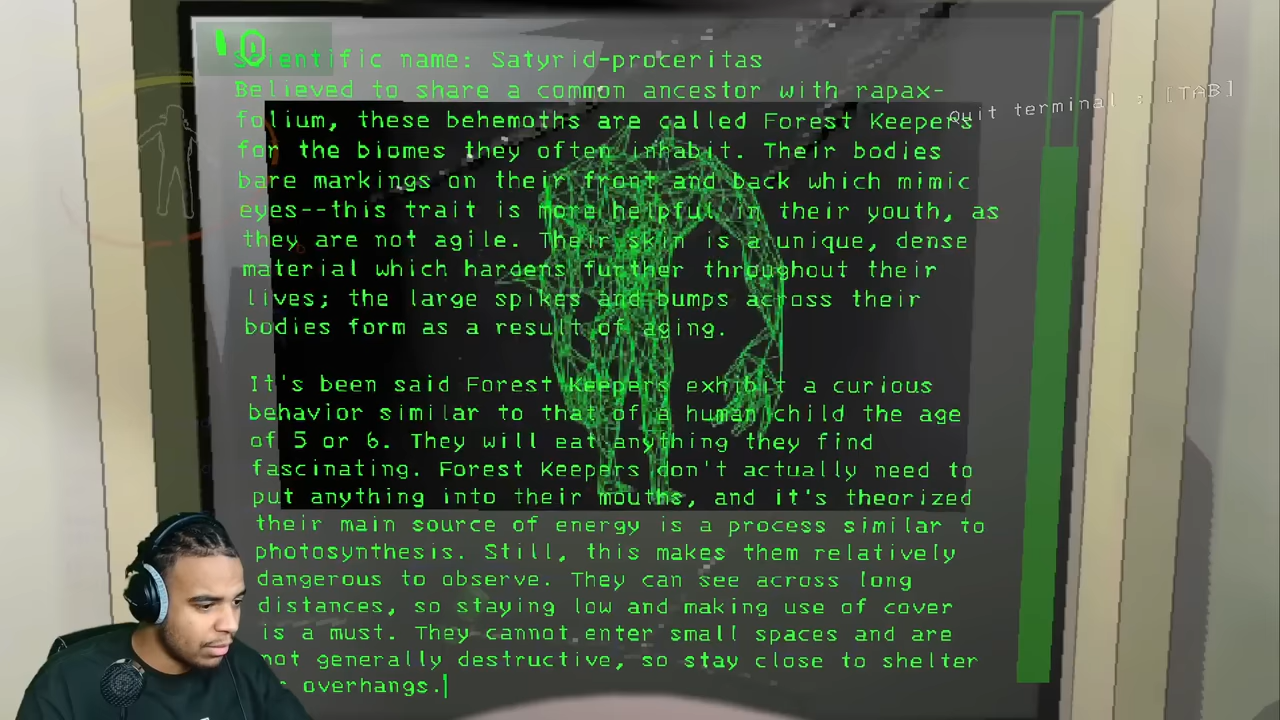 10
Scientific name: Satyrid-proceritas
Believed to share a common ancestor with rapax-
Quit terminal : [TAB]
folium, these behemoths are called Forest Keepers
for the biomes they often inhabit. Their bodies
bare markings on their front and back which mimic
eyes--this trait is more helpful in their youth, as
they are not agile. Their skin is a unique, dense
material which hardens further throughout their
lives; the large spikes and bumps across their
bodies form as a result of aging.
It's been said Forest Keepers exhibit a curious
behavior similar to that of a human child the age
of 5 or 6. They will eat anything they find
fascinating. Forest Keepers don't actually need to
put anything into their mouths, and it's theorized
their main source of energy is a process similar to
photosynthesis. Still, this makes them relatively
dangerous to observe. They can see across long
distances, so staying low and making use of cover
is a must. They cannot enter small spaces and are
not generally destructive, so stay close to shelter
overhangs.